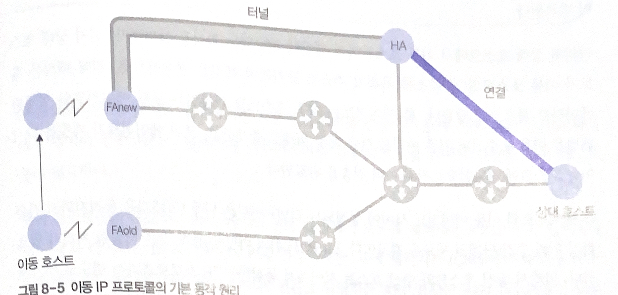 터널
HA
연결
FAnew
상대 호스트
FAold
이동 호스트
그림 8-5 이동 IP 프로토콜의 기본 동작 원리